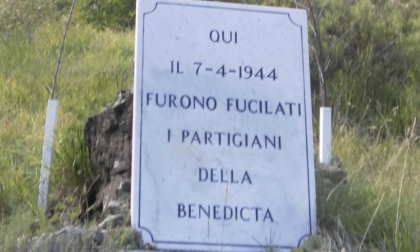 QUI
IL 7-4-1944
FURONO FUCILATI
I PARTIGIANI
DELLA
BENEDICTA